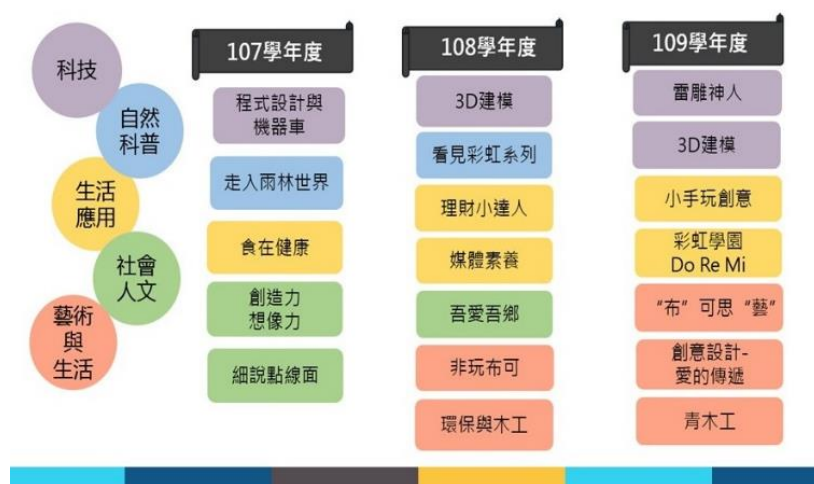 科技
自然
科普
生活
應用
社會
人文
藝術
與
生活
107學年度
程式設計與
機器車
走入雨林世界
食在健康
創造力
想像力
細說點線面
108學年度
3D建模
看見彩虹系列
理財小達人
媒體素養
吾愛吾鄉
非玩布可
環保與木工
109學年度
雷雕神人
3D建模
小手玩創意
彩虹學園
Do Re Mi
“布”可思“藝”
創意設計-
愛的傳遞
青木工